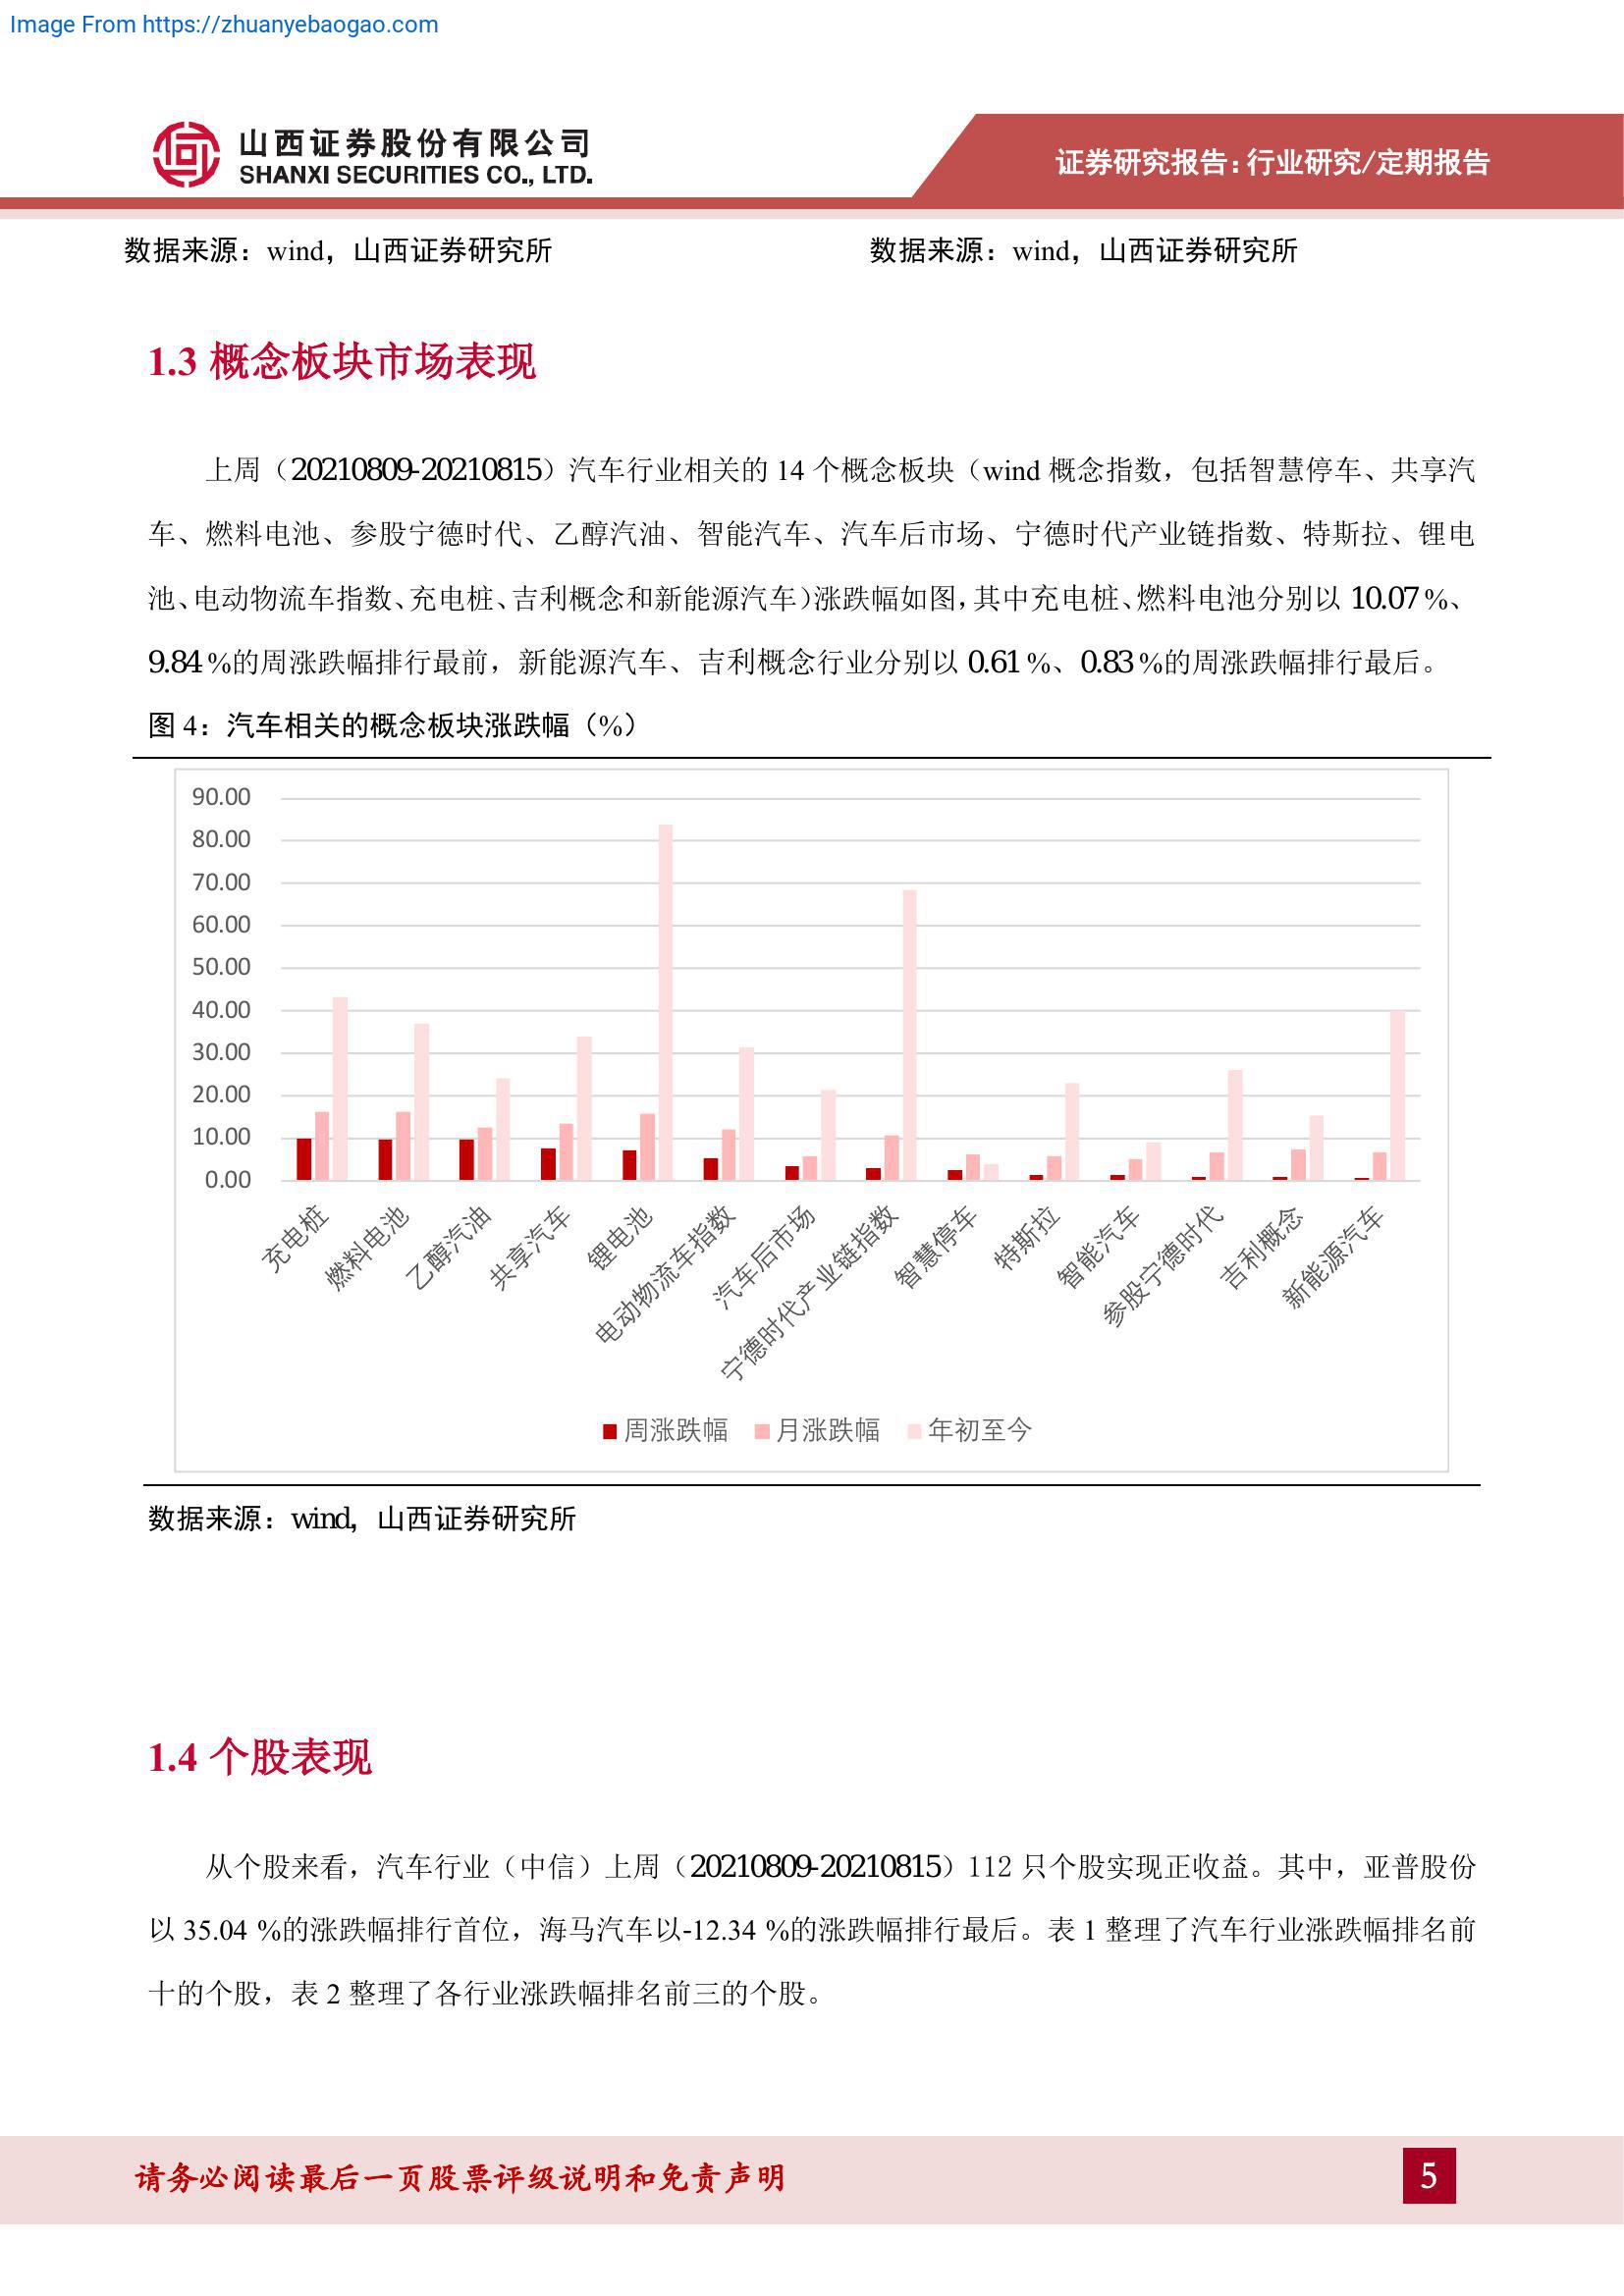 Image From https://zhuanyebaogao.com
山西证券股份有限公司
SHANXI SECURITIES CO., LTD.
证券研究报告：行业研究/定期报告
数据来源：wind，山西证券研究所
数据来源：wind，山西证券研究所
1.3 概念板块市场表现
上周（20210809-20210815）汽车行业相关的 14 个概念板块（wind 概念指数，包括智慧停车、共享汽
车、燃料电池、参股宁德时代、乙醇汽油、智能汽车、汽车后市场、宁德时代产业链指数、特斯拉、锂电
池、电动物流车指数、充电桩、吉利概念和新能源汽车）涨跌幅如图，其中充电桩、燃料电池分别以 10.07 %、
9.84 %的周涨跌幅排行最前，新能源汽车、吉利概念行业分别以 0.61 %、0.83 %的周涨跌幅排行最后。
图 4：汽车相关的概念板块涨跌幅（%）
90.00
80.00
70.00
60.00
50.00
40.00
30.00
20.00
10.00
0.00
充电桩
燃料电池
乙醇汽油
共享汽车
锂电池
电动物流车指数
汽车后市场
宁德时代产业链指数
智慧停车
特斯拉
智能汽车
参股宁德时代
吉利概念
新能源汽车
周涨跌幅 月涨跌幅 年初至今
数据来源：wind，山西证券研究所
1.4 个股表现
从个股来看，汽车行业（中信）上周（20210809-20210815）112 只个股实现正收益。其中，亚普股份
以 35.04 %的涨跌幅排行首位，海马汽车以-12.34 %的涨跌幅排行最后。表 1 整理了汽车行业涨跌幅排名前
十的个股，表 2 整理了各行业涨跌幅排名前三的个股。
请务必阅读最后一页股票评级说明和免责声明
5